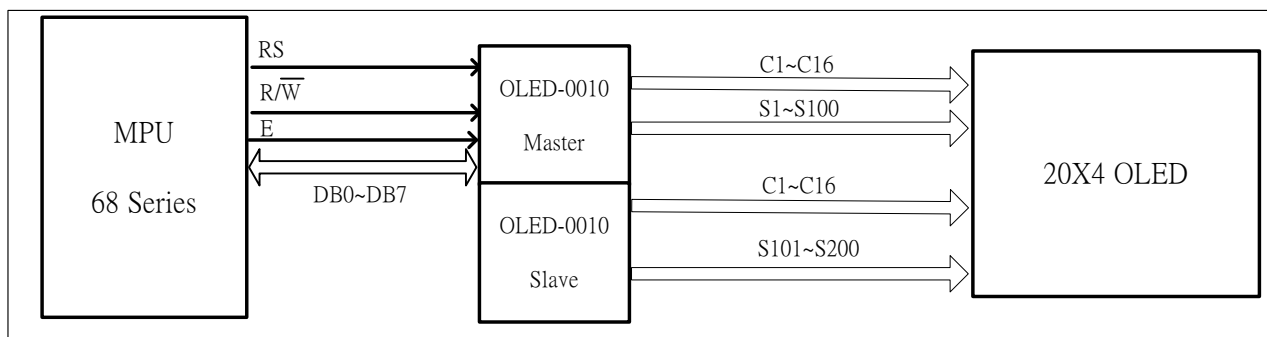 MPU
68 Series
RS
R/W̅
E
DB0~DB7
OLED-0010
Master
OLED-0010
Slave
C1~C16
S1~S100
C1~C16
S101~S200
20X4 OLED